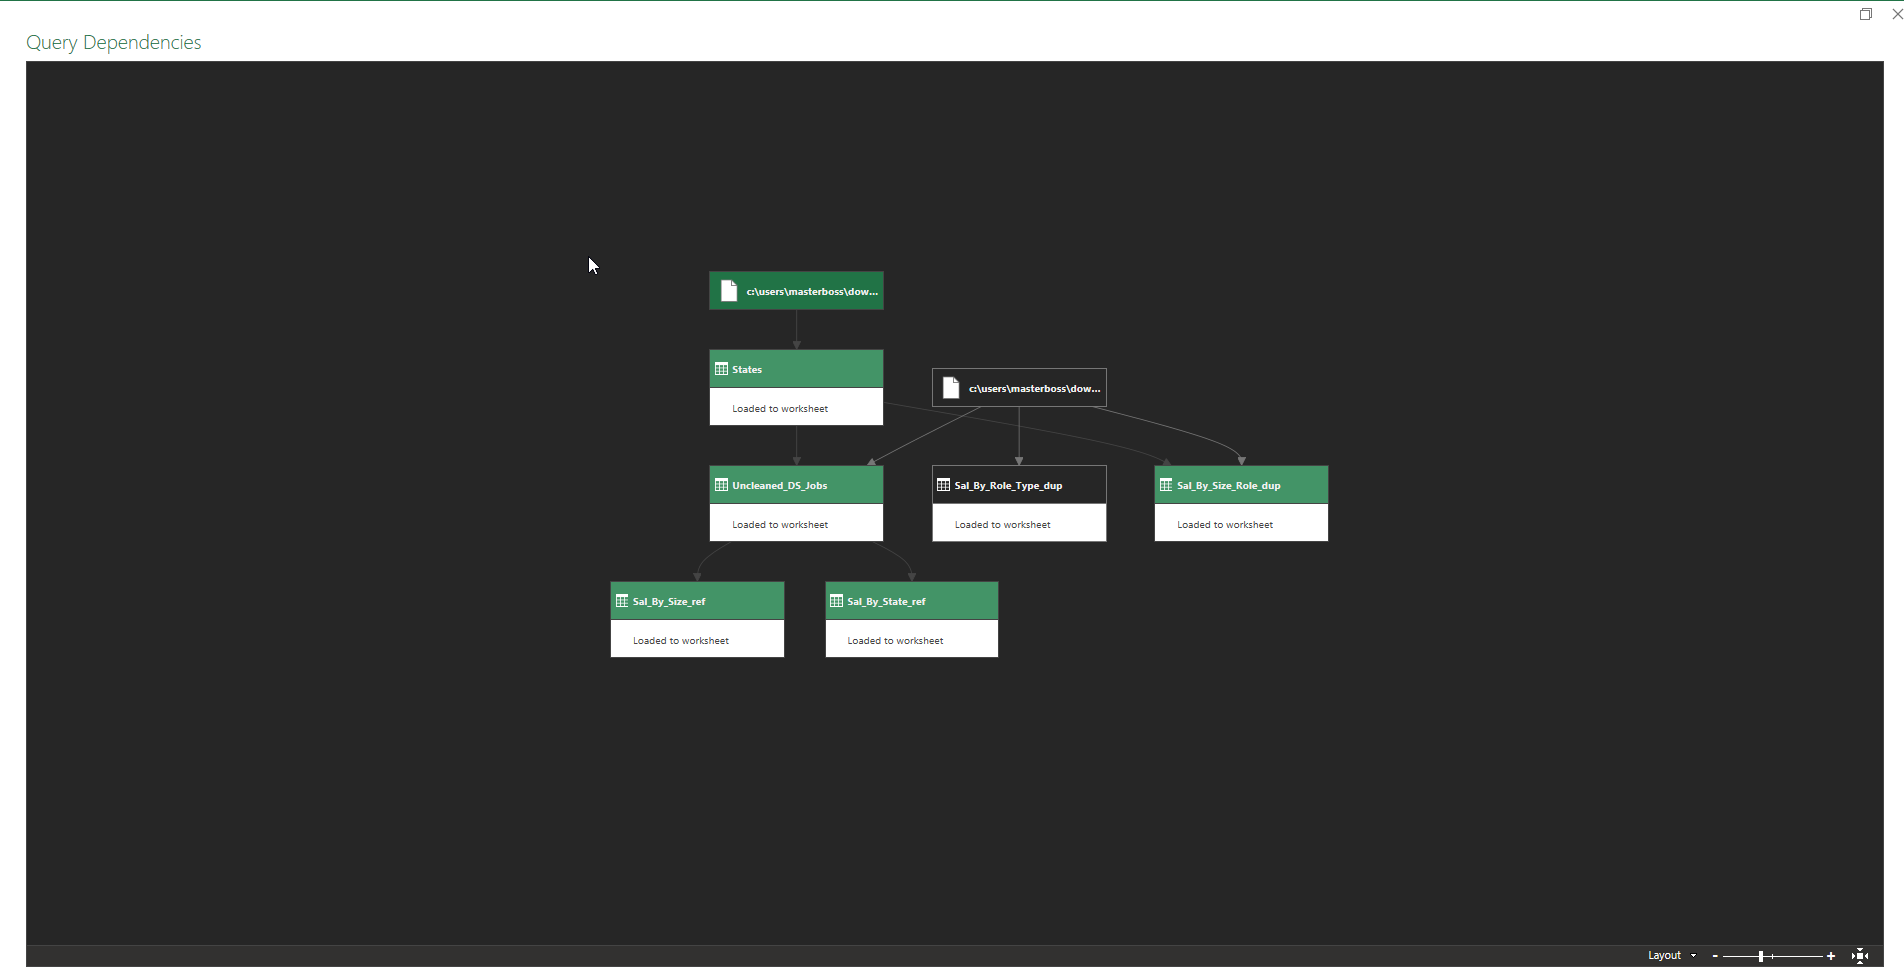 Query Dependencies
c:\users\masterboss\dow...
States
Loaded to worksheet
c:\users\masterboss\dow...
Uncleaned_DS_Jobs
Loaded to worksheet
Sal_By_Role_Type_dup
Loaded to worksheet
Sal_By_Size_Role_dup
Loaded to worksheet
Sal_By_Size_ref
Loaded to worksheet
Sal_By_State_ref
Loaded to worksheet
Layout